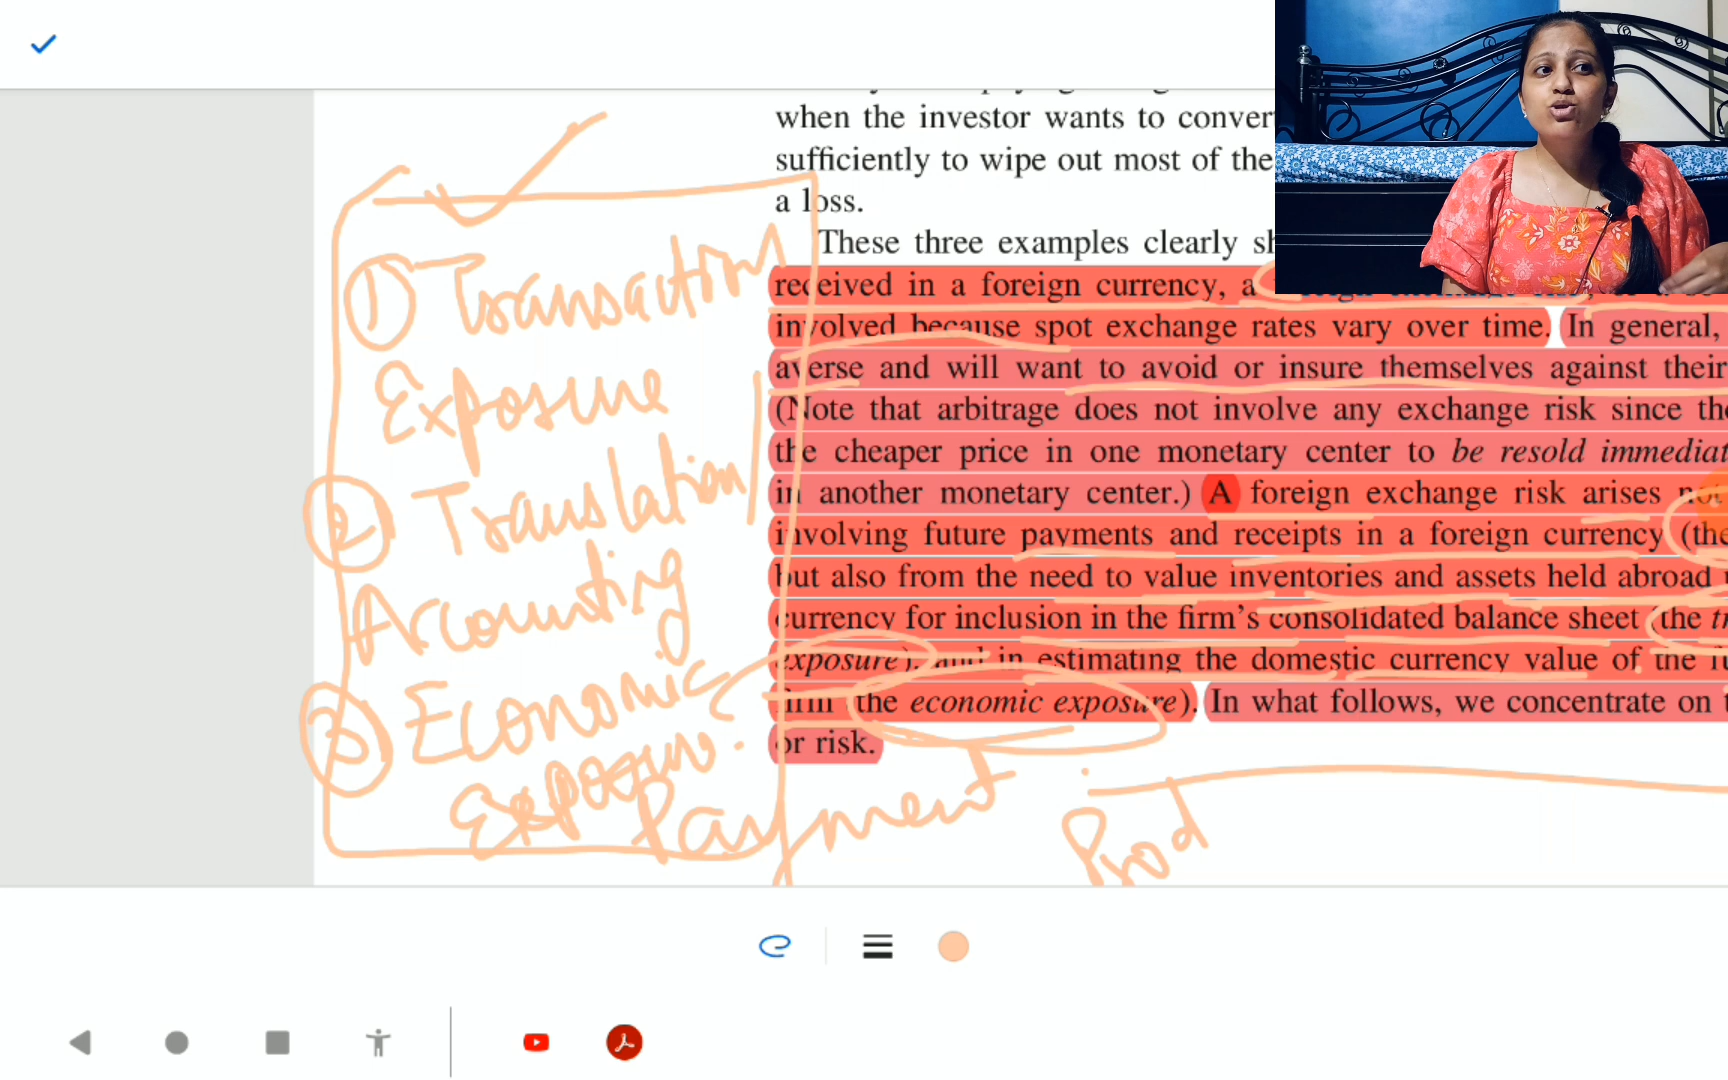 when the investor wants to conver
sufficiently to wipe out most of the
a loss.
These three examples clearly sh
received in a foreign currency, a
involved because spot exchange rates vary over time. In general,
averse and will want to avoid or insure themselves against their
(Note that arbitrage does not involve any exchange risk since the
the cheaper price in one monetary center to be resold immediat
in another monetary center.) A foreign exchange risk arises not
involving future payments and receipts in a foreign currency (the
but also from the need to value inventories and assets held abroad
currency for inclusion in the firm's consolidated balance sheet (the tr
exposure), and in estimating the domestic currency value of the fu
firm (the economic exposure). In what follows, we concentrate on t
or risk.
① Transaction
Exposure
② Translation/
Accounting
③ Economic
Exposure.
Payment
Prod